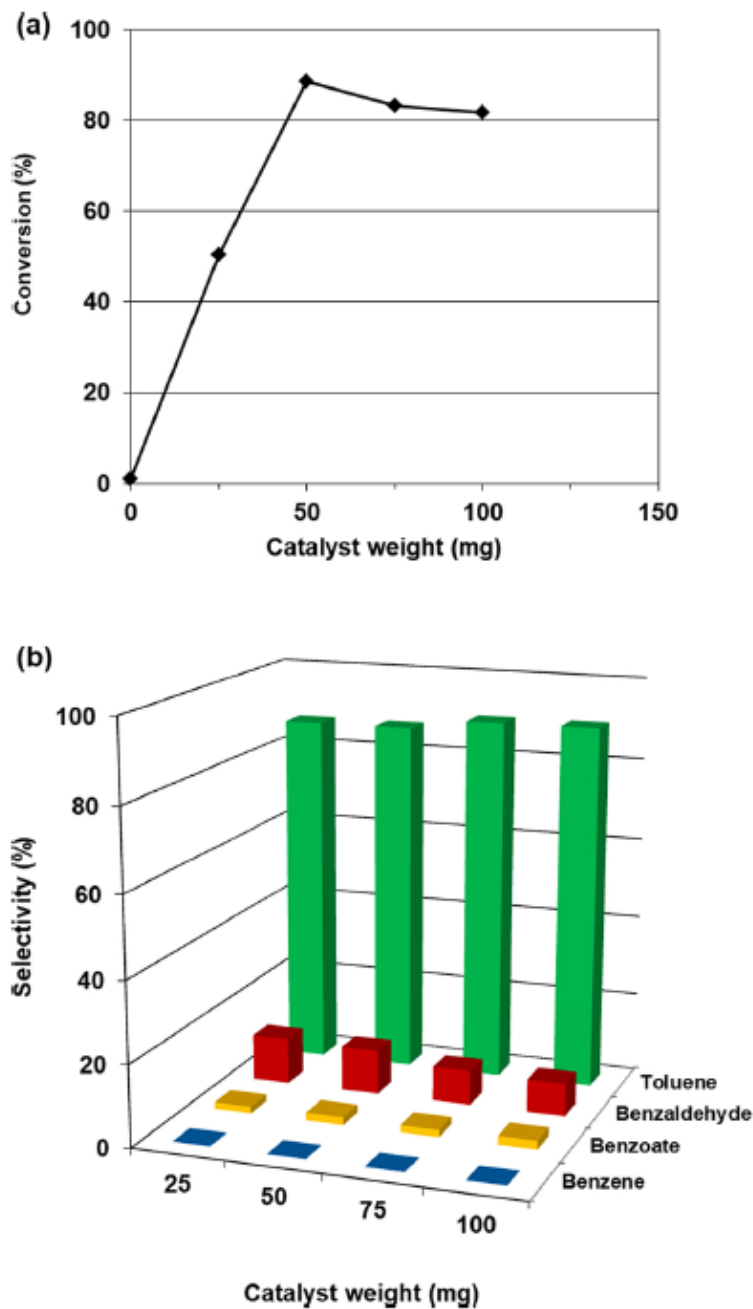 (a)
100
80
60
40
20
0
Conversion (%)
0 50 100 150
Catalyst weight (mg)
(b)
100
80
60
40
20
0
Selectivity (%)
Toluene
Benzaldehyde
Benzoate
Benzene
25 50 75 100
Catalyst weight (mg)